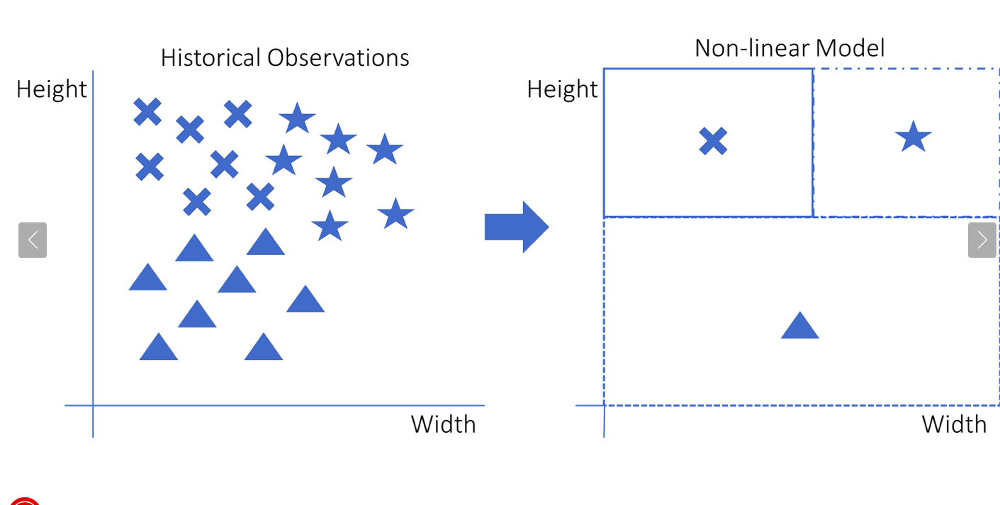 Historical Observations
Height
Width
Non-linear Model
Height
Width